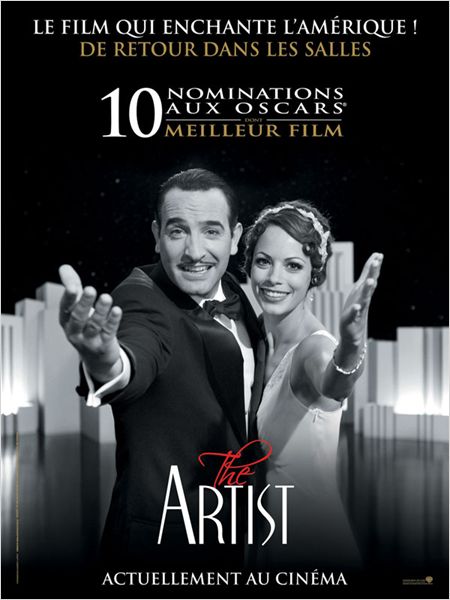 LE FILM QUI ENCHANTE L'AMÉRIQUE !
DE RETOUR DANS LES SALLES
10 NOMINATIONS
AUX OSCARS®
DONT
MEILLEUR FILM
The
ARTIST
ACTUELLEMENT AU CINÉMA